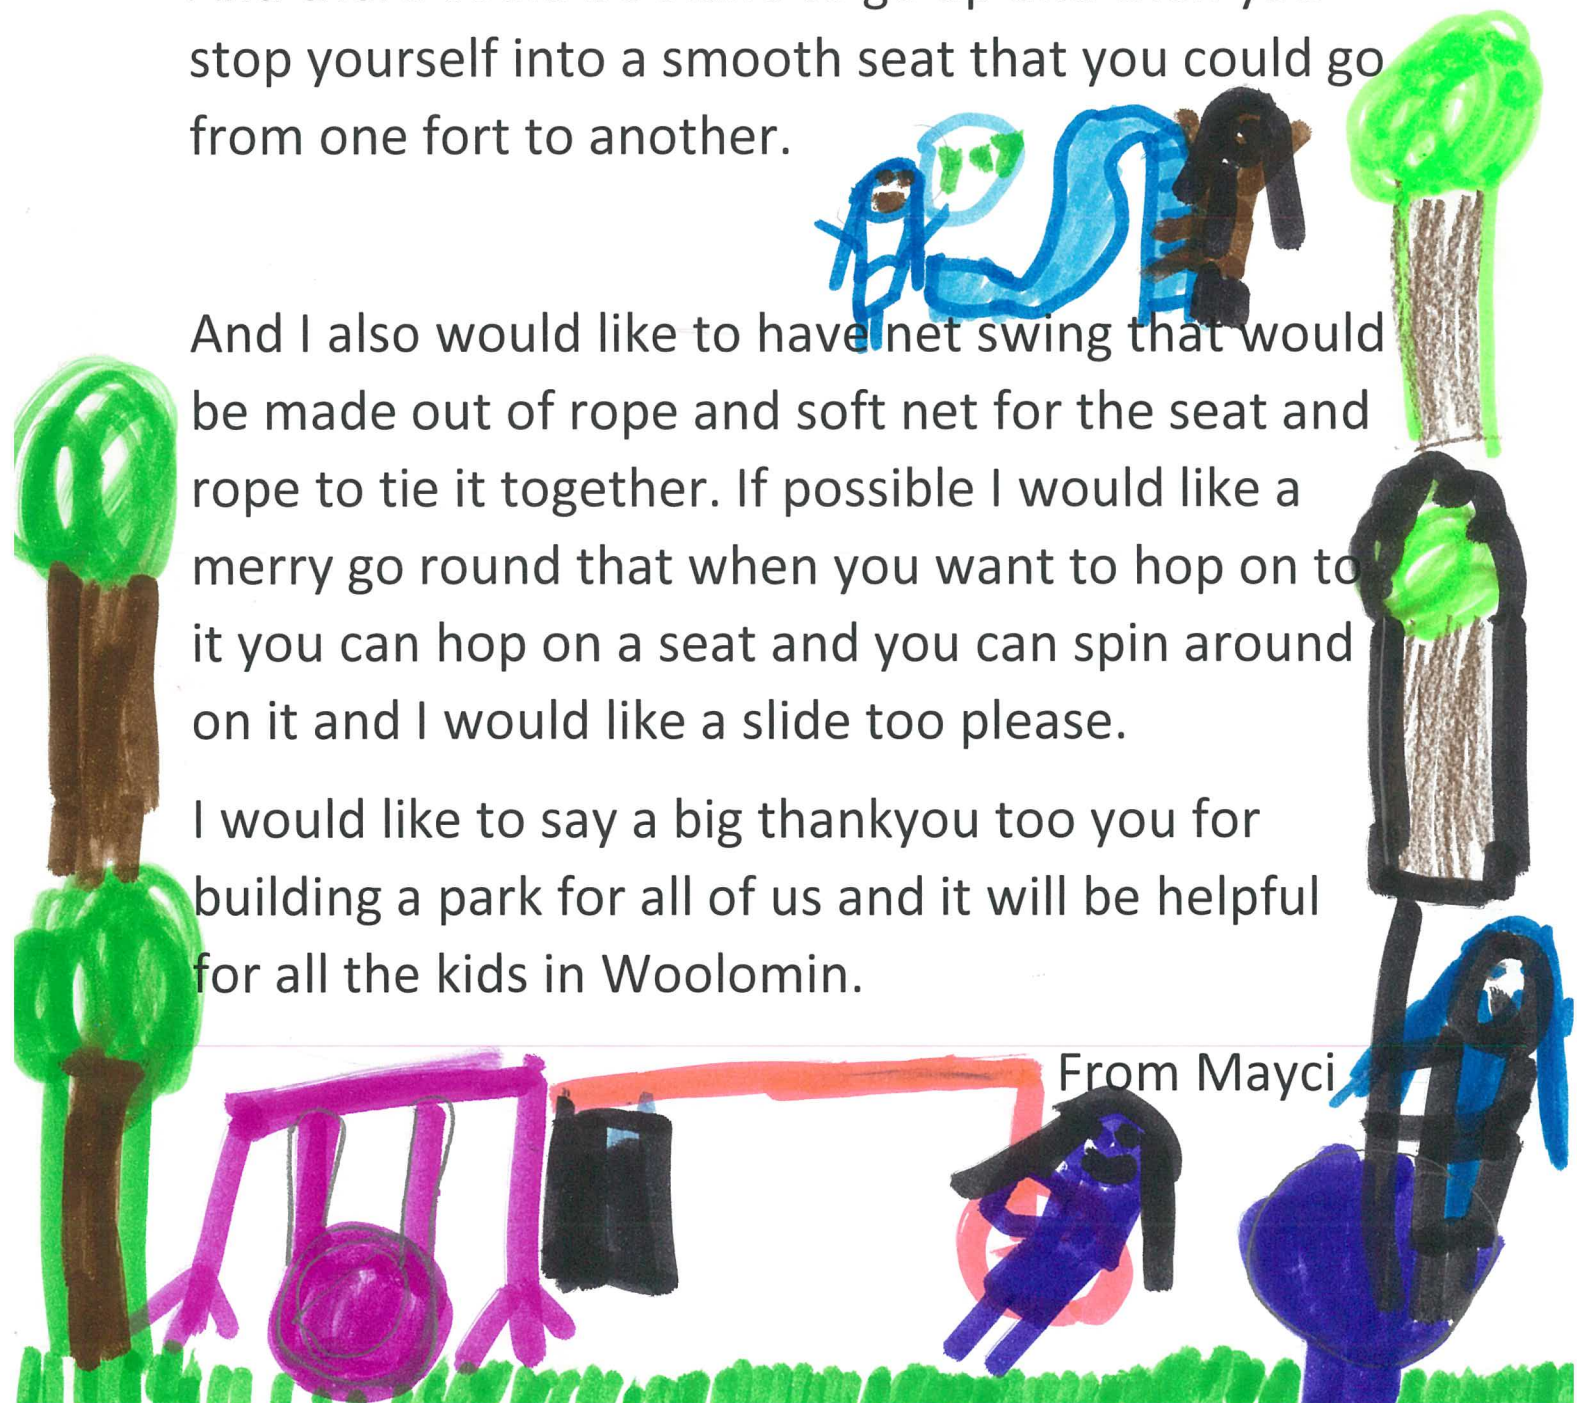 stop yourself into a smooth seat that you could go
from one fort to another.
And I also would like to have net swing that would
be made out of rope and soft net for the seat and
rope to tie it together. If possible I would like a
merry go round that when you want to hop on to
it you can hop on a seat and you can spin around
on it and I would like a slide too please.
I would like to say a big thankyou too you for
building a park for all of us and it will be helpful
for all the kids in Woolomin.
From Mayci